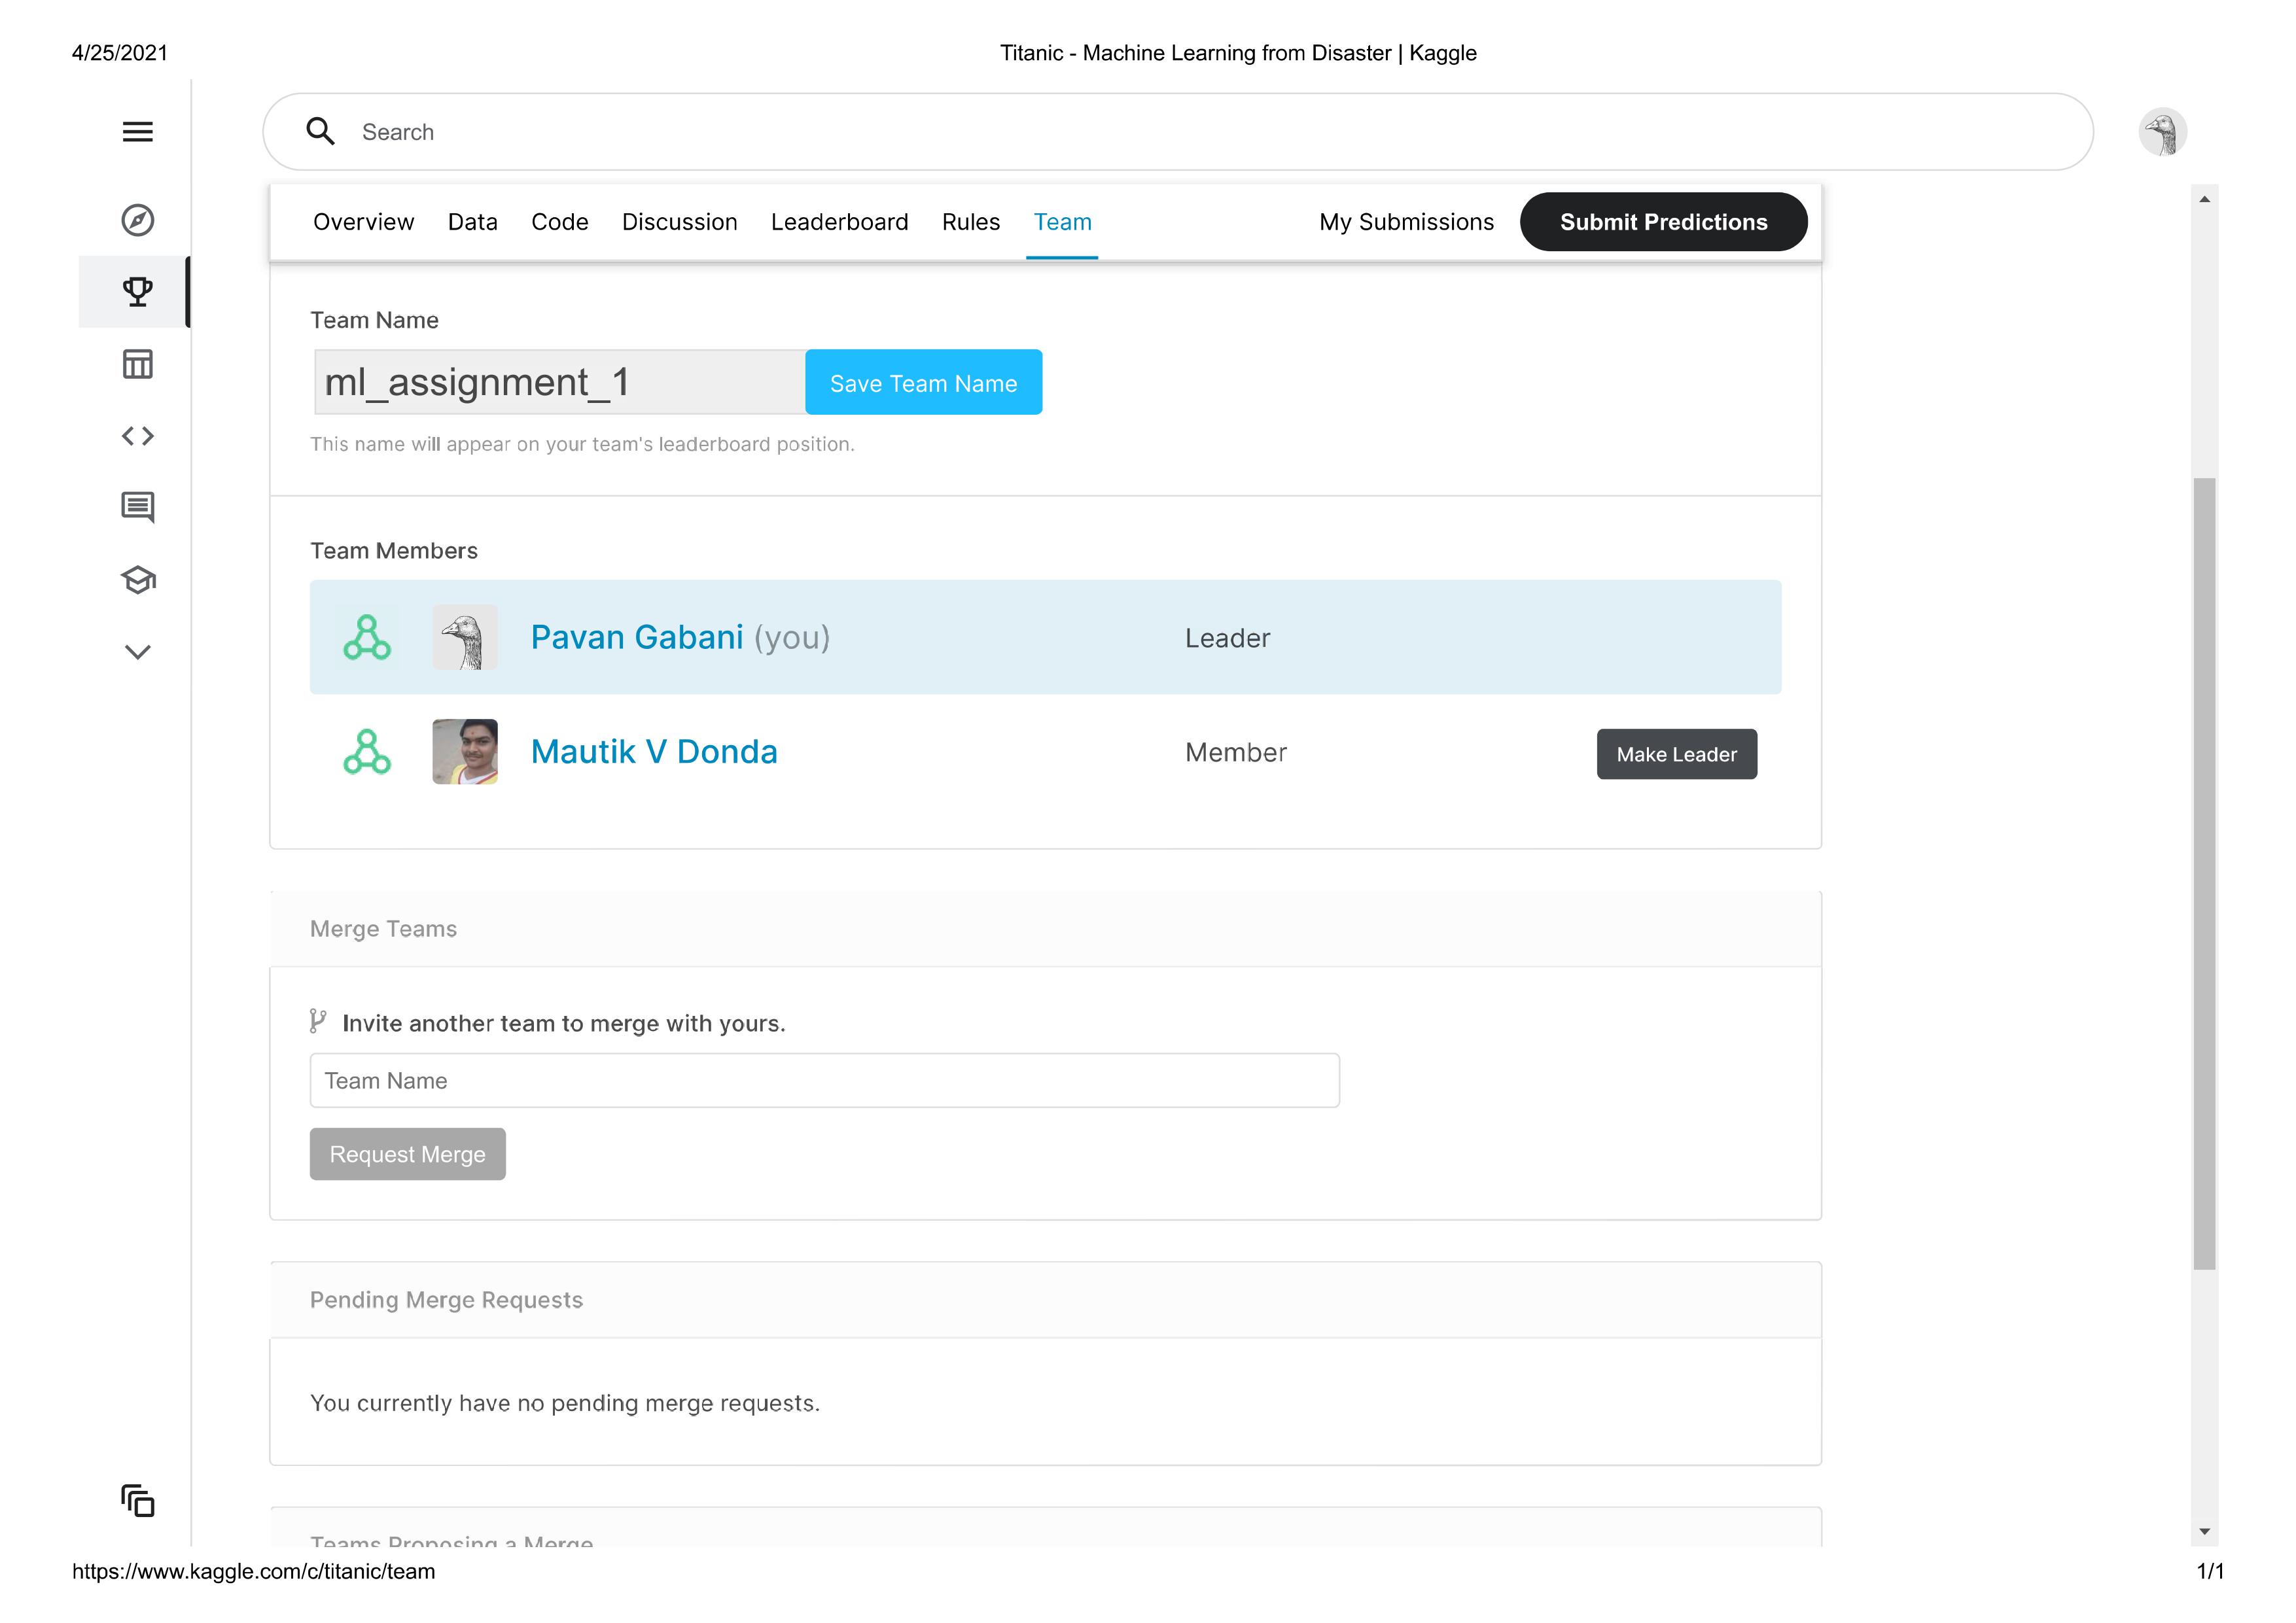 4/25/2021 Titanic - Machine Learning from Disaster | Kaggle
Search
Overview Data Code Discussion Leaderboard Rules Team My Submissions Submit Predictions
Team Name
ml_assignment_1 Save Team Name
This name will appear on your team's leaderboard position.
Team Members
Pavan Gabani (you) Leader
Mautik V Donda Member Make Leader
Merge Teams
Invite another team to merge with yours.
Team Name
Request Merge
Pending Merge Requests
You currently have no pending merge requests.
Teams Proposing a Merge
https://www.kaggle.com/c/titanic/team 1/1